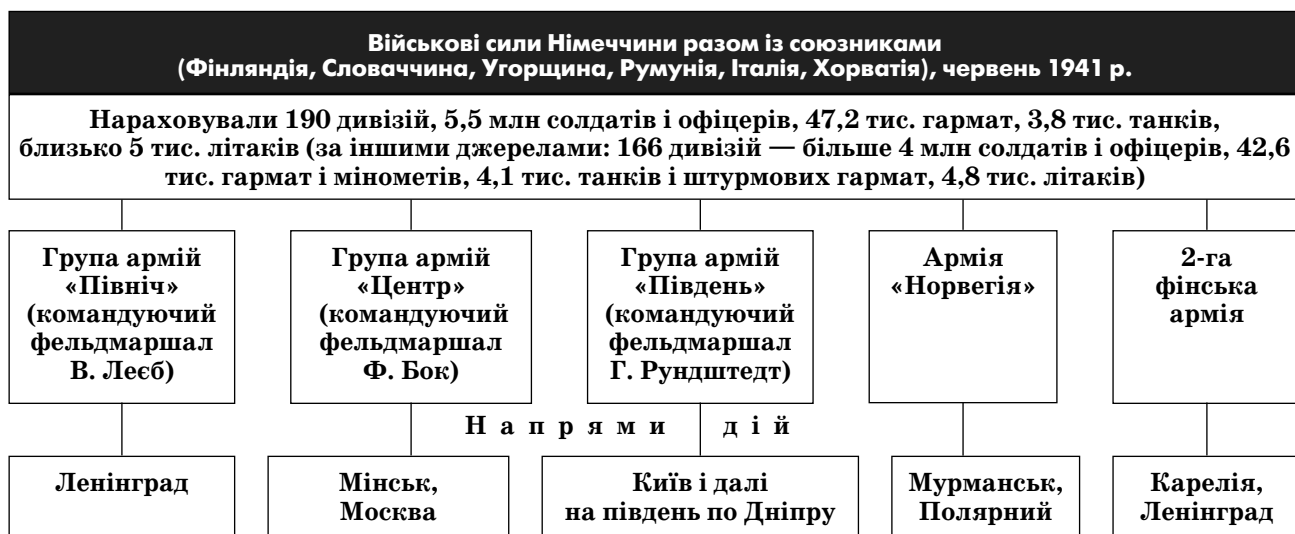 Військові сили Німеччини разом із союзниками
(Фінляндія, Словаччина, Угорщина, Румунія, Італія, Хорватія), червень 1941 р.
Нараховували 190 дивізій, 5,5 млн солдатів і офіцерів, 47,2 тис. гармат, 3,8 тис. танків,
близько 5 тис. літаків (за іншими джерелами: 166 дивізій — більше 4 млн солдатів і офіцерів, 42,6
тис. гармат і мінометів, 4,1 тис. танків і штурмових гармат, 4,8 тис. літаків)
Група армій
«Північ»
(командуючий
фельдмаршал
В. Леєб)
Група армій
«Центр»
(командуючий
фельдмаршал
Ф. Бок)
Група армій
«Південь»
(командуючий
фельдмаршал
Г. Рундштедт)
Армія
«Норвегія»
2-га
фінська
армія
Напрями дій
Ленінград
Мінськ,
Москва
Київ і далі
на південь по Дніпру
Мурманськ,
Полярний
Карелія,
Ленінград